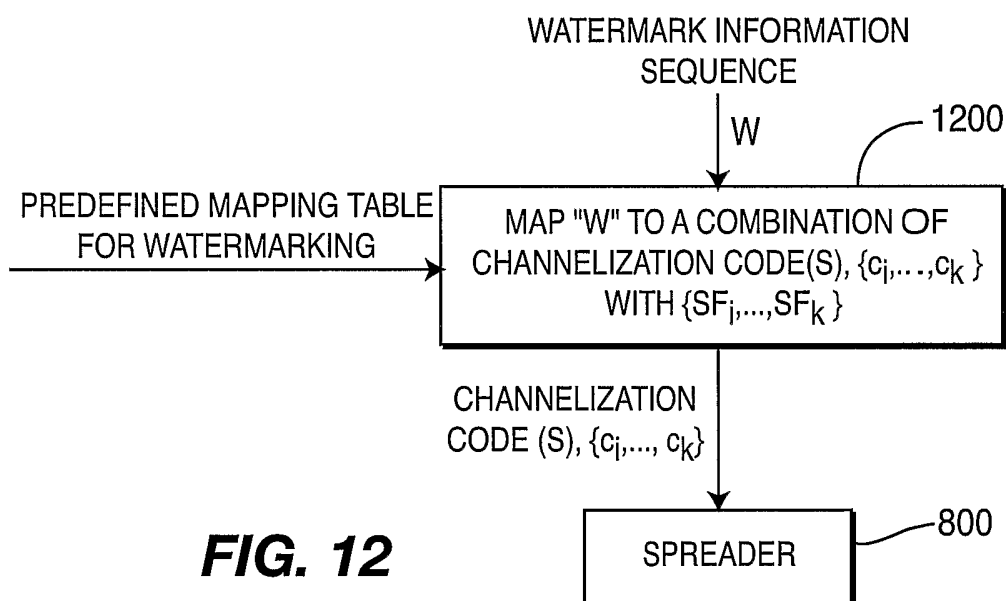 WATERMARK INFORMATION
SEQUENCE
W
1200
PREDEFINED MAPPING TABLE
FOR WATERMARKING
MAP "W" TO A COMBINATION OF
CHANNELIZATION CODE(S), {ci,...,ck }
WITH {SFi,...,SFk }
CHANNELIZATION
CODE (S), {ci,..., ck}
800
SPREADER
FIG. 12